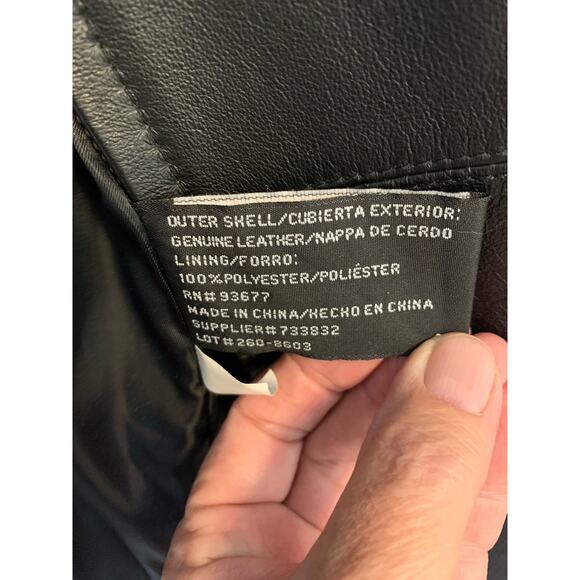 OUTER SHELL/CUBIERTA EXTERIOR:
GENUINE LEATHER/NAPPA DE CERDO
LINING/FORRO:
100%POLYESTER/POLIÉSTER
RN# 93677
MADE IN CHINA/HECHO EN CHINA
SUPPLIER# 733832
LOT# 260-8603